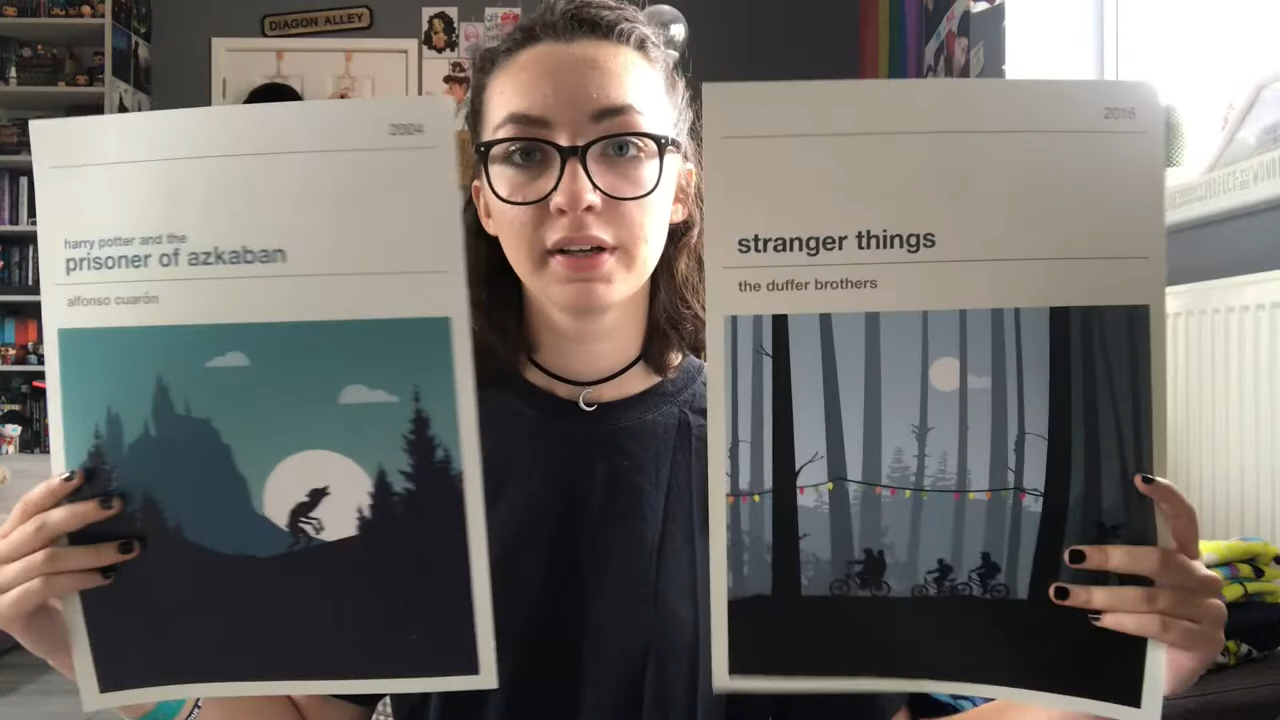 DIAGON ALLEY
2004
harry potter and the
prisoner of azkaban
alfonso cuarón
2016
stranger things
the duffer brothers